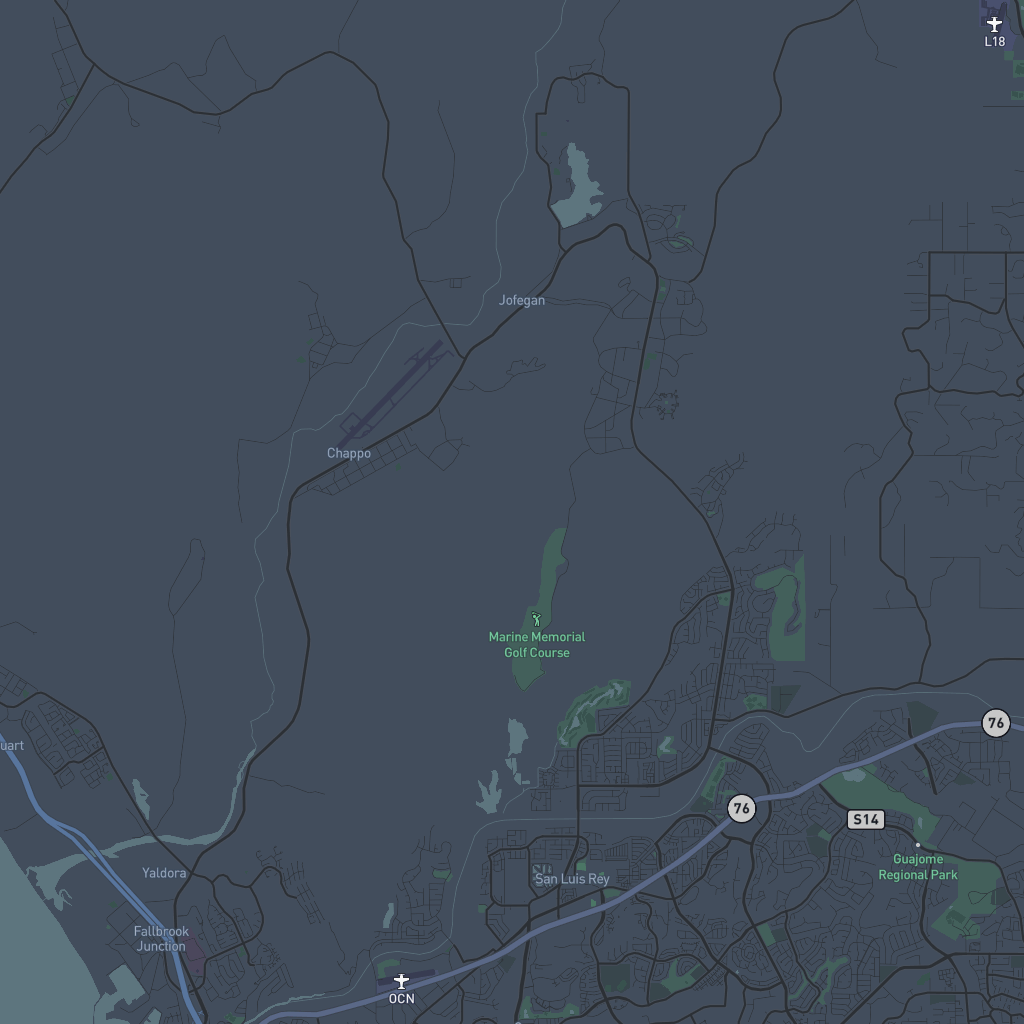 L18
Jofegan
Chappo
Marine Memorial
Golf Course
76
uart
76
S14
Guajome
Regional Park
Yaldora
San Luis Rey
Fallbrook
Junction
OCN